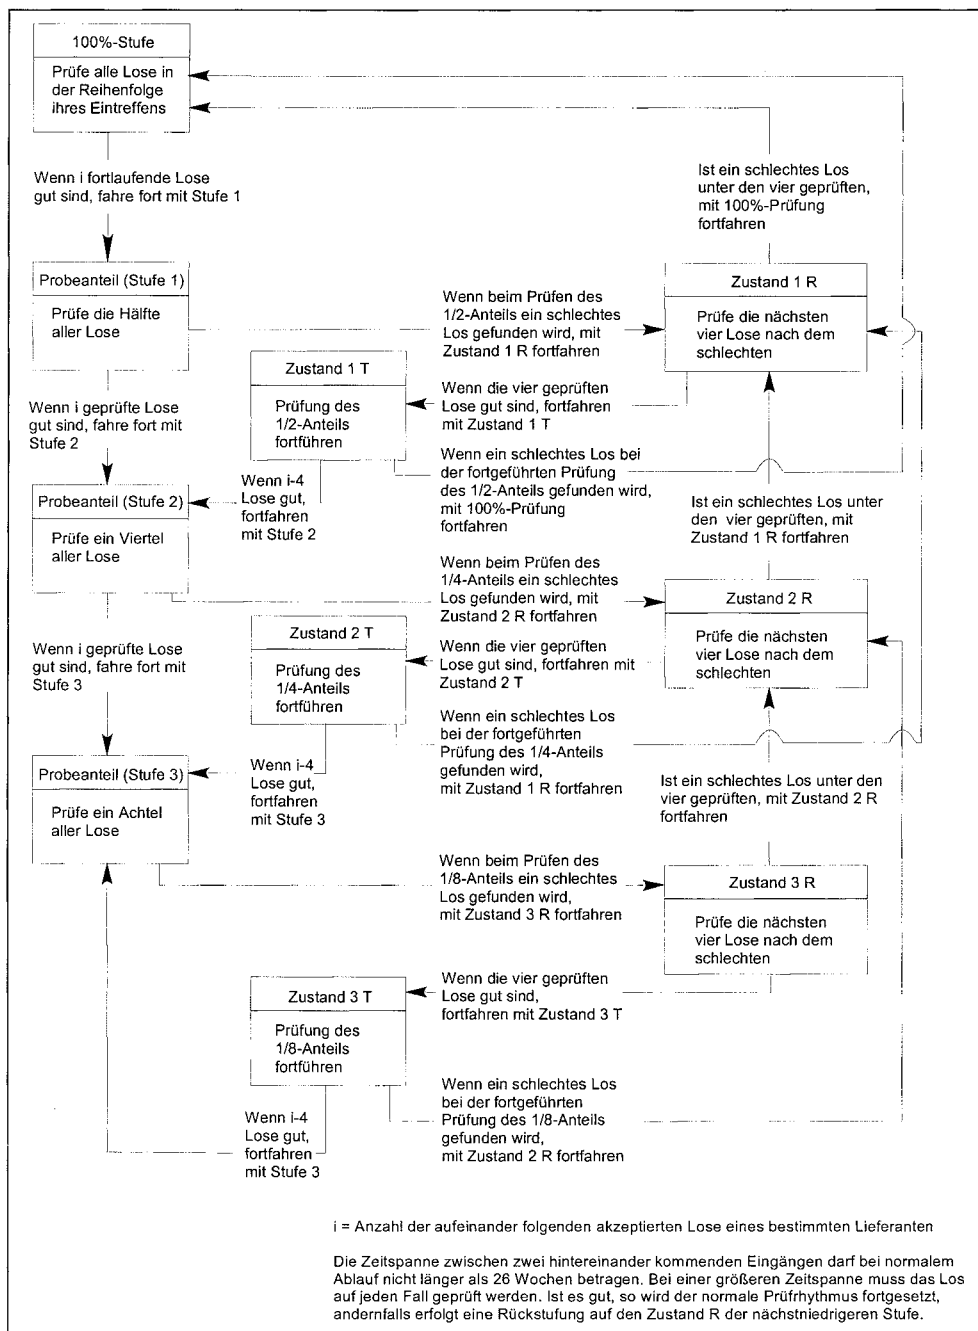 100%-Stufe
Prüfe alle Lose in
der Reihenfolge
ihres Eintreffens
Wenn i fortlaufende Lose
gut sind, fahre fort mit Stufe 1
Ist ein schlechtes Los
unter den vier geprüften,
mit 100%-Prüfung
fortfahren
Probeanteil (Stufe 1)
Prüfe die Hälfte
aller Lose
Wenn beim Prüfen des
1/2-Anteils ein schlechtes
Los gefunden wird, mit
Zustand 1 R fortfahren
Zustand 1 R
Prüfe die nächsten
vier Lose nach dem
schlechten
Zustand 1 T
Prüfung des
1/2-Anteils
fortführen
Wenn die vier geprüften
Lose gut sind, fortfahren
mit Zustand 1 T
Wenn i geprüfte Lose
gut sind, fahre fort mit
Stufe 2
Wenn i-4
Lose gut,
fortfahren
mit Stufe 2
Wenn ein schlechtes Los bei
der fortgeführten Prüfung
des 1/2-Anteils gefunden wird,
mit 100%-Prüfung
fortfahren
Ist ein schlechtes Los unter
den vier geprüften, mit
Zustand 1 R fortfahren
Probeanteil (Stufe 2)
Prüfe ein Viertel
aller Lose
Wenn beim Prüfen des
1/4-Anteils ein schlechtes
Los gefunden wird, mit
Zustand 2 R fortfahren
Zustand 2 R
Prüfe die nächsten
vier Lose nach dem
schlechten
Zustand 2 T
Prüfung des
1/4-Anteils
fortführen
Wenn die vier geprüften
Lose gut sind, fortfahren mit
Zustand 2 T
Wenn i geprüfte Lose
gut sind, fahre fort mit
Stufe 3
Wenn i-4
Lose gut,
fortfahren
mit Stufe 3
Wenn ein schlechtes Los
bei der fortgeführten
Prüfung des 1/4-Anteils
gefunden wird,
mit Zustand 1 R fortfahren
Ist ein schlechtes Los unter den
vier geprüften, mit Zustand 2 R
fortfahren
Probeanteil (Stufe 3)
Prüfe ein Achtel
aller Lose
Wenn beim Prüfen des
1/8-Anteils ein schlechtes
Los gefunden wird,
mit Zustand 3 R fortfahren
Zustand 3 R
Prüfe die nächsten
vier Lose nach dem
schlechten
Zustand 3 T
Prüfung des
1/8-Anteils
fortführen
Wenn die vier geprüften
Lose gut sind,
fortfahren mit Zustand 3 T
Wenn i-4
Lose gut,
fortfahren
mit Stufe 3
Wenn ein schlechtes Los
bei der fortgeführten
Prüfung des 1/8-Anteils
gefunden wird,
mit Zustand 2 R fortfahren
i = Anzahl der aufeinander folgenden akzeptierten Lose eines bestimmten Lieferanten
Die Zeitspanne zwischen zwei hintereinander kommenden Eingängen darf bei normalem
Ablauf nicht länger als 26 Wochen betragen. Bei einer größeren Zeitspanne muss das Los
auf jeden Fall geprüft werden. Ist es gut, so wird der normale Prüfrhythmus fortgesetzt,
andernfalls erfolgt eine Rückstufung auf den Zustand R der nächstniedrigeren Stufe.